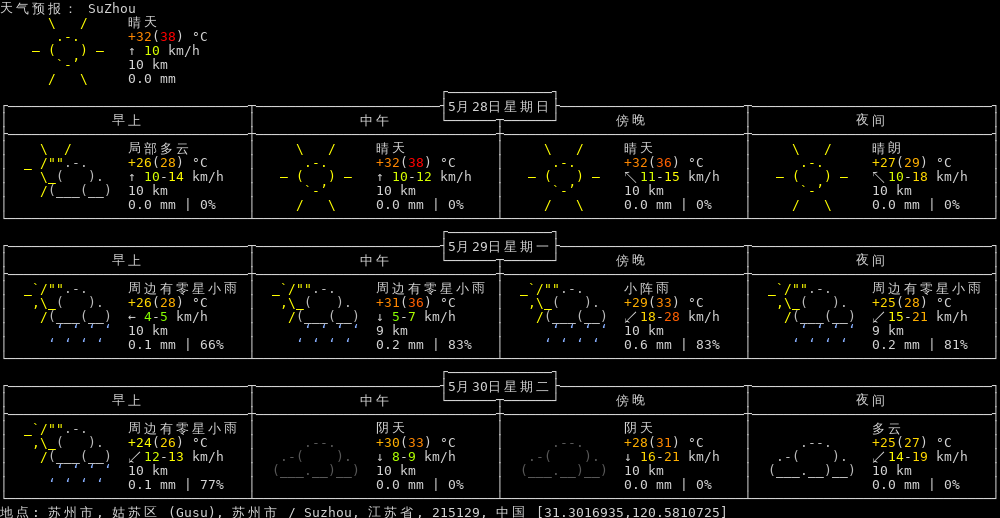 天气预报： SuZhou
晴天
+32(38) °C
↑ 10 km/h
10 km
0.0 mm
5月28日星期日
早上 中午 傍晚 夜间
局部多云 晴天 晴天 晴朗
+26(28) °C +32(38) °C +32(36) °C +27(29) °C
↑ 10-14 km/h ↑ 10-12 km/h ↖ 11-15 km/h ↖ 10-18 km/h
10 km 10 km 10 km 10 km
0.0 mm | 0% 0.0 mm | 0% 0.0 mm | 0% 0.0 mm | 0%
5月29日星期一
早上 中午 傍晚 夜间
周边有零星小雨 周边有零星小雨 小阵雨 周边有零星小雨
+26(28) °C +31(36) °C +29(33) °C +25(28) °C
← 4-5 km/h ↓ 5-7 km/h ↙ 18-28 km/h ↙ 15-21 km/h
10 km 9 km 10 km 9 km
0.1 mm | 66% 0.2 mm | 83% 0.6 mm | 83% 0.2 mm | 81%
5月30日星期二
早上 中午 傍晚 夜间
周边有零星小雨 阴天 阴天 多云
+24(26) °C +30(33) °C +28(31) °C +25(27) °C
↙ 12-13 km/h ↓ 8-9 km/h ↓ 16-21 km/h ↙ 14-19 km/h
10 km 10 km 10 km 10 km
0.1 mm | 77% 0.0 mm | 0% 0.0 mm | 0% 0.0 mm | 0%
地点: 苏州市, 姑苏区 (Gusu), 苏州市 / Suzhou, 江苏省, 215129, 中国 [31.3016935,120.5810725]